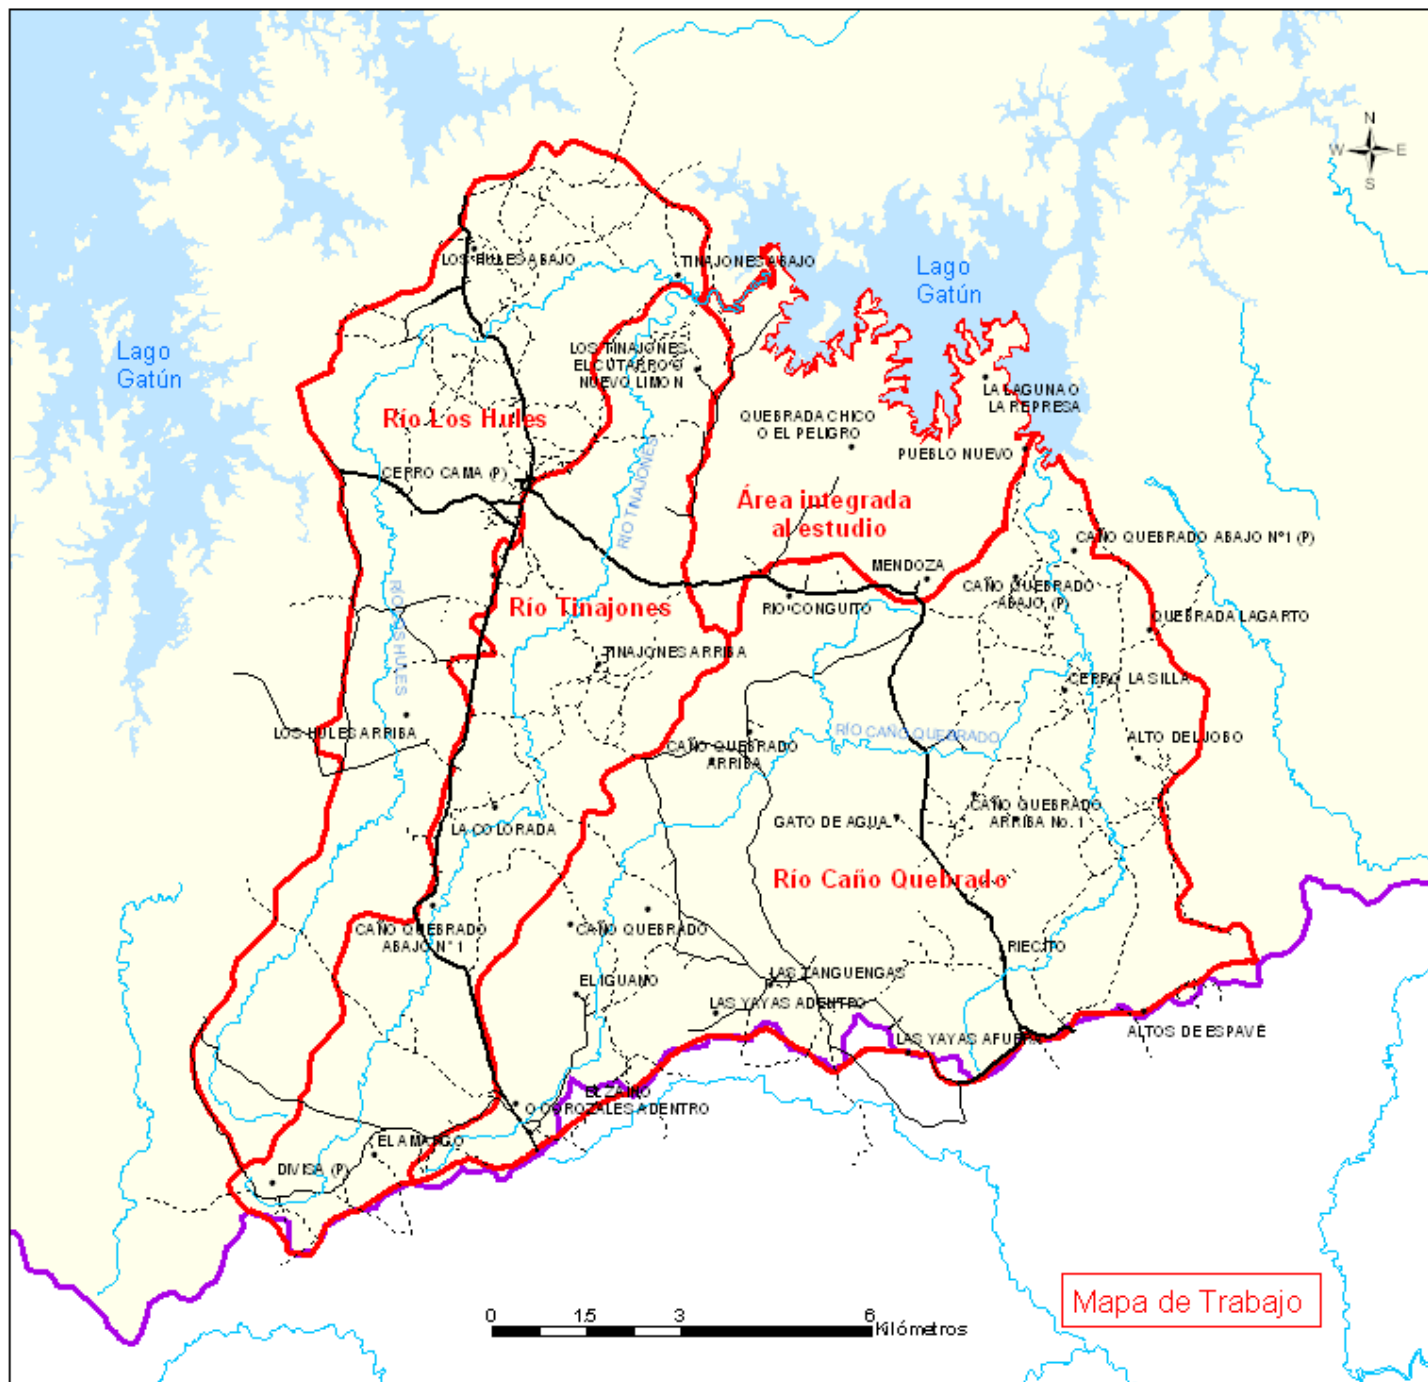 N
W E
S
LOS HULES ABAJO
TINAJONES ABAJO
Lago
Gatún
Lago
Gatún
LOS TINAJONES
EL CUTARRO O
NUEVO LIMON
LA LAGUNA O
LA REPRESA
QUEBRADA CHICO
O EL PELIGRO
Río Los Hules
PUEBLO NUEVO
CERRO CAMA (P)
RIO TINAJONES
Área integrada
al estudio
CAÑO QUEBRADO ABAJO Nº1 (P)
MENDOZA
CAÑO QUEBRADO
ABAJO (P)
RIO CONGUITO
Río Tinajones
QUEBRADA LAGARTO
RÍO LOS HULES
TINAJONES ARRIBA
CERRO LA SILLA
LOS HULES ARRIBA
RÍO CAÑO QUEBRADO
ALTO DEL JOBO
CAÑO QUEBRADO
ARRIBA
CAÑO QUEBRADO
ARRIBA No. 1
LA COLORADA
GATO DE AGUA
Río Caño Quebrado
CAÑO QUEBRADO
ABAJO N° 1
CAÑO QUEBRADO
RIECITO
EL IGUANO
LAS ZANGUENGAS
LAS YAYAS ADENTRO
ALTOS DE ESPAVÉ
LAS YAYAS AFUERA
EL ZAINO
O COROZALES ADENTRO
EL AMARGO
DIVISA (P)
Mapa de Trabajo
0 1.5 3 6
Kilómetros